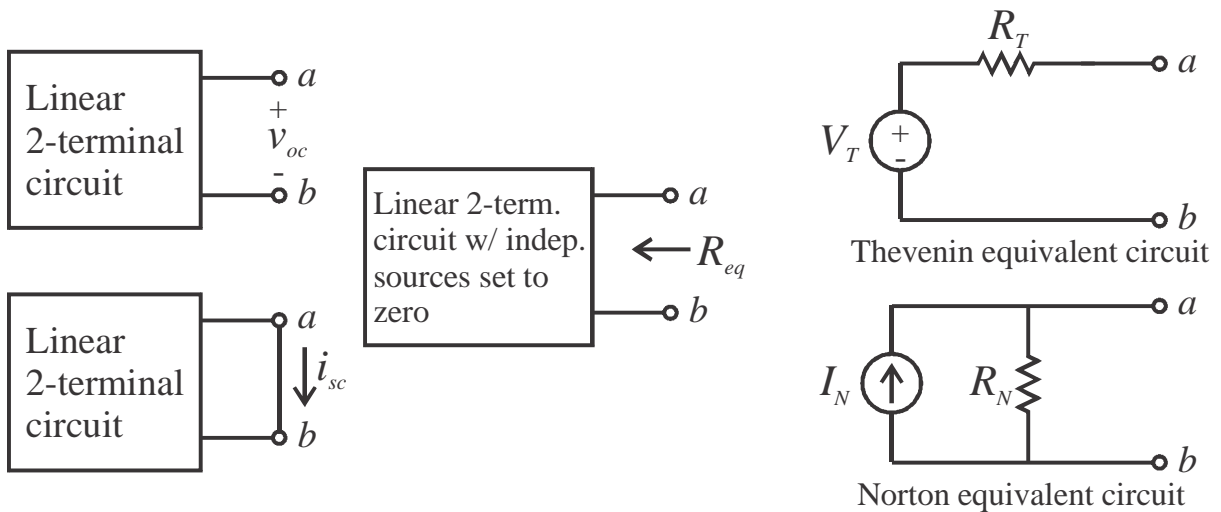 Linear
2-terminal
circuit
a
+
v_oc
-
b
Linear
2-terminal
circuit
a
i_sc
b
Linear 2-term.
circuit w/ indep.
sources set to
zero
a
R_eq
b
R_T
a
V_T
+
-
b
Thevenin equivalent circuit
a
I_N
R_N
b
Norton equivalent circuit